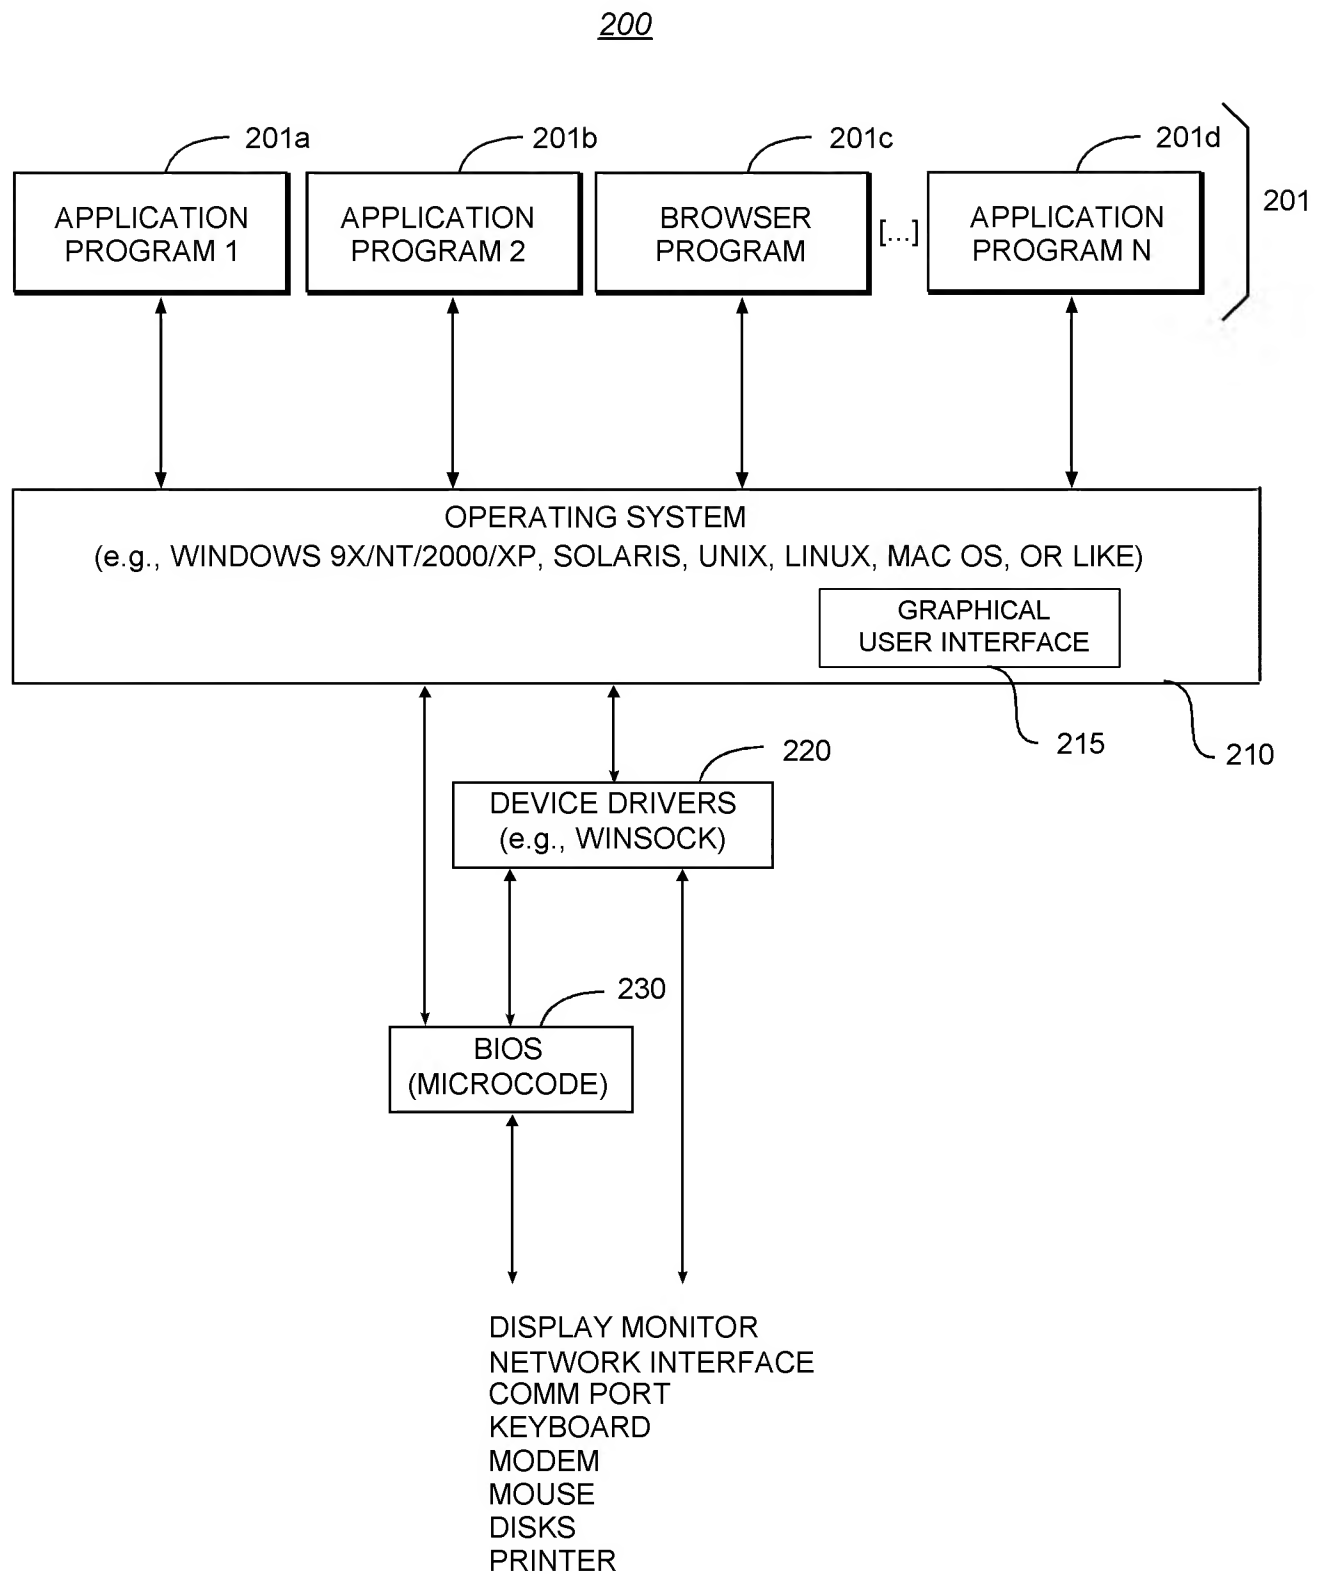 200
201a
201b
201c
201d
201
APPLICATION
PROGRAM 1
APPLICATION
PROGRAM 2
BROWSER
PROGRAM
[...]
APPLICATION
PROGRAM N
OPERATING SYSTEM
(e.g., WINDOWS 9X/NT/2000/XP, SOLARIS, UNIX, LINUX, MAC OS, OR LIKE)
GRAPHICAL
USER INTERFACE
215
210
220
DEVICE DRIVERS
(e.g., WINSOCK)
230
BIOS
(MICROCODE)
DISPLAY MONITOR
NETWORK INTERFACE
COMM PORT
KEYBOARD
MODEM
MOUSE
DISKS
PRINTER